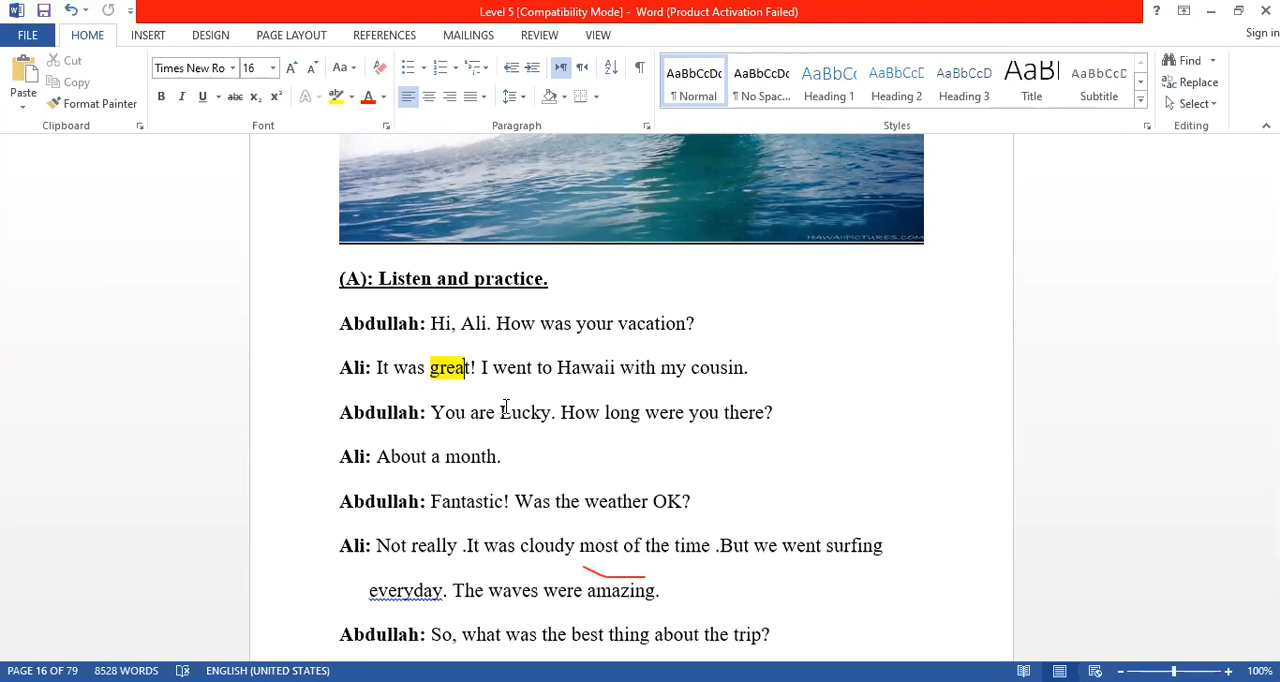 Level 5 [Compatibility Mode] - Word (Product Activation Failed)
FILE HOME INSERT DESIGN PAGE LAYOUT REFERENCES MAILINGS REVIEW VIEW Sign in
Paste Cut Copy Format Painter Clipboard
Times New Ro 16 Aa Font
Paragraph
AaBbCcDc AaBbCcDc AaBbC AaBbCc AaBbCcD AaBl AaBbCcD
¶ Normal ¶ No Spac... Heading 1 Heading 2 Heading 3 Title Subtitle
Styles
Find Replace Select Editing
HAWAIIPICTURES.COM
(A): Listen and practice.
Abdullah: Hi, Ali. How was your vacation?
Ali: It was great! I went to Hawaii with my cousin.
Abdullah: You are Lucky. How long were you there?
Ali: About a month.
Abdullah: Fantastic! Was the weather OK?
Ali: Not really .It was cloudy most of the time .But we went surfing
everyday. The waves were amazing.
Abdullah: So, what was the best thing about the trip?
PAGE 16 OF 79 8528 WORDS ENGLISH (UNITED STATES) 100%